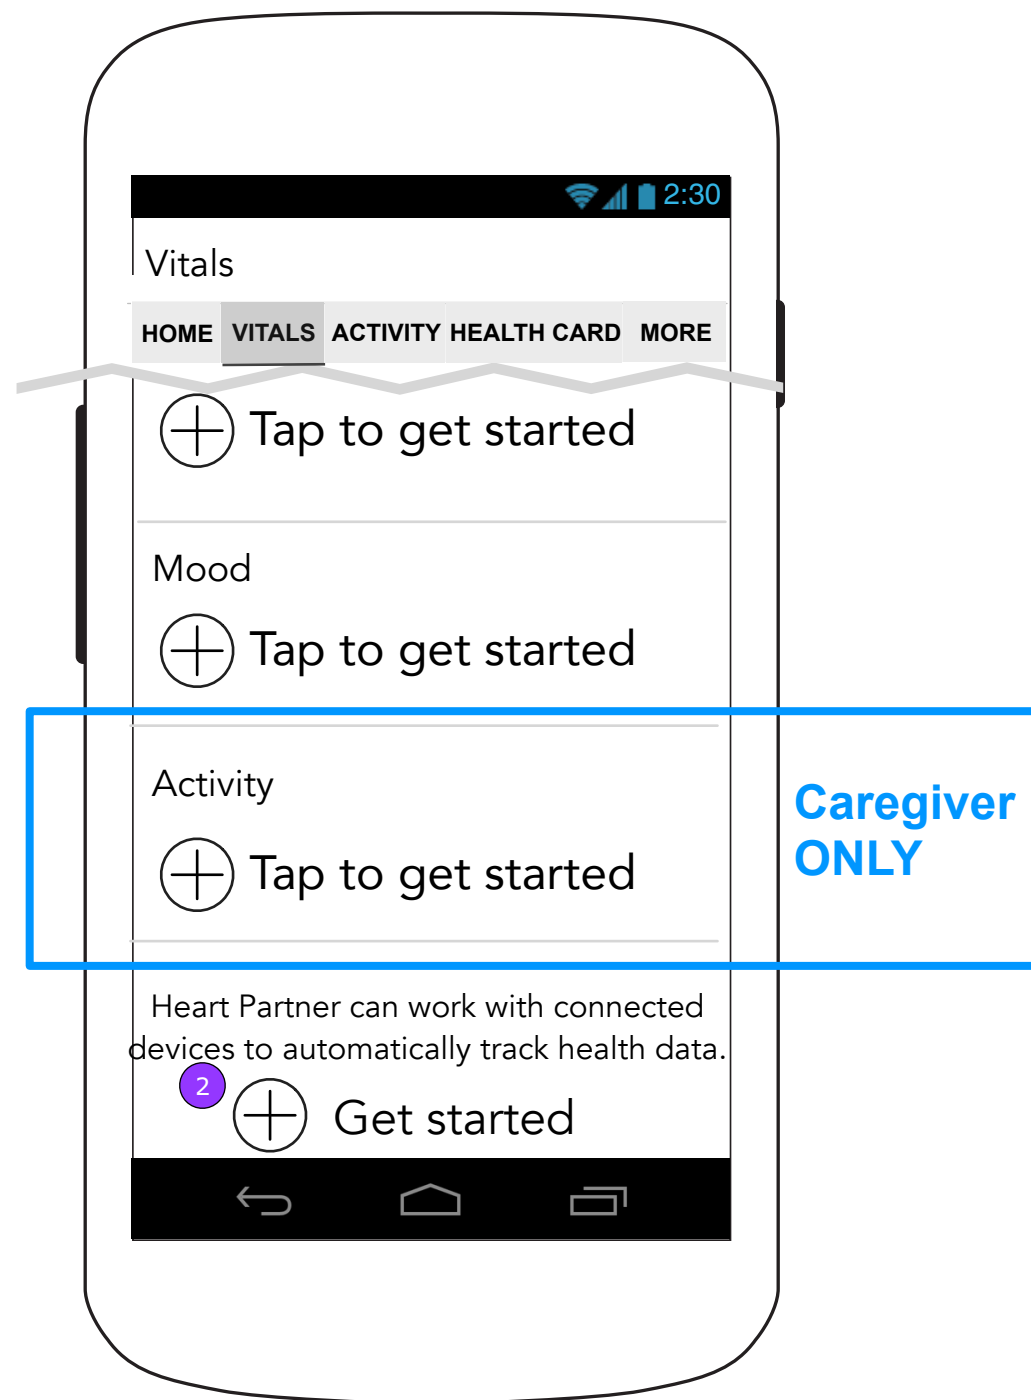 2:30
Vitals
HOME VITALS ACTIVITY HEALTH CARD MORE
Tap to get started
Mood
Tap to get started
Activity
Tap to get started
Caregiver
ONLY
Heart Partner can work with connected
devices to automatically track health data.
2
Get started